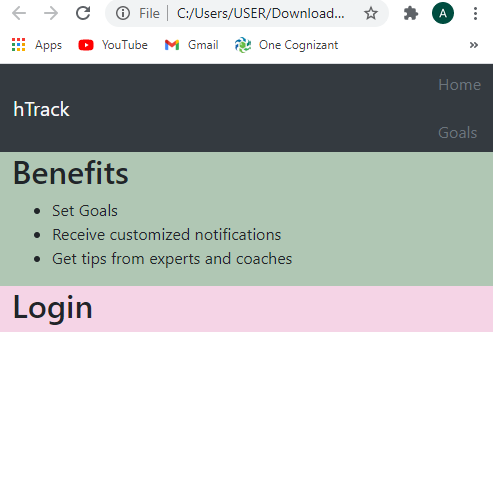 File | C:/Users/USER/Download...
A
Apps YouTube Gmail One Cognizant »
Home
hTrack
Goals
Benefits
• Set Goals
• Receive customized notifications
• Get tips from experts and coaches
Login